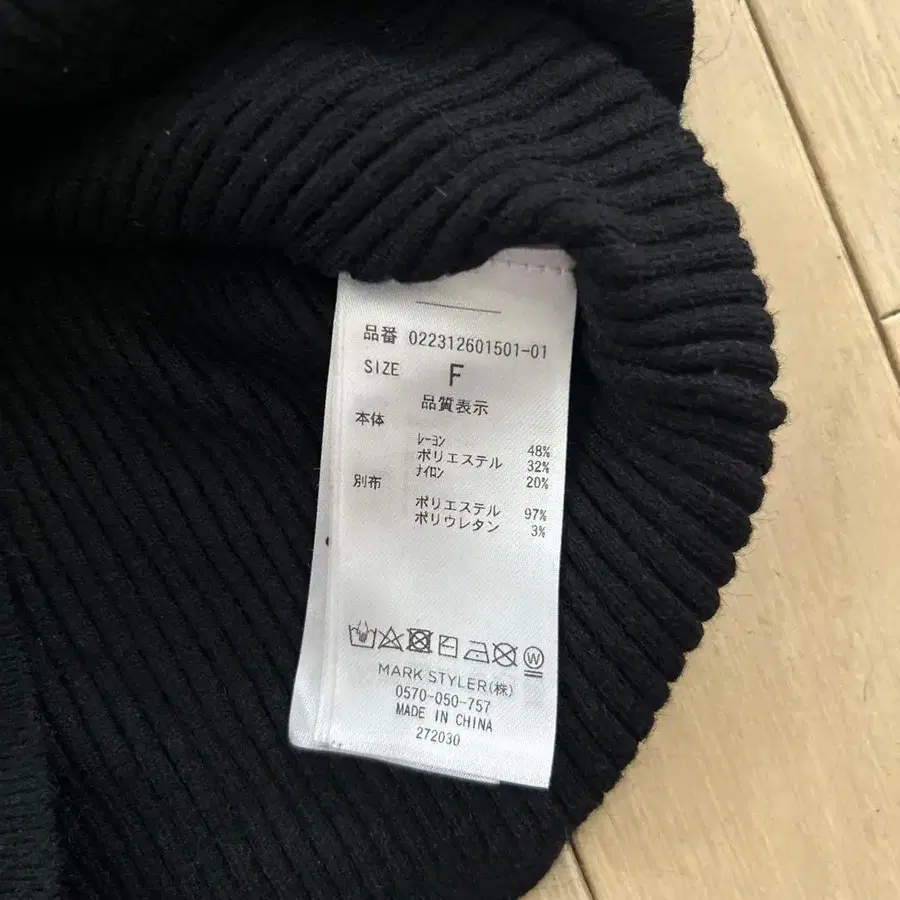 品番 022312601501-01
SIZE F
品質表示
本体
ﾚｰﾖﾝ 48%
ポリエステル 32%
ﾅｲﾛﾝ 20%
別布
ポリエステル 97%
ポリウレタン 3%
W
MARK STYLER(株)
0570-050-757
MADE IN CHINA
272030